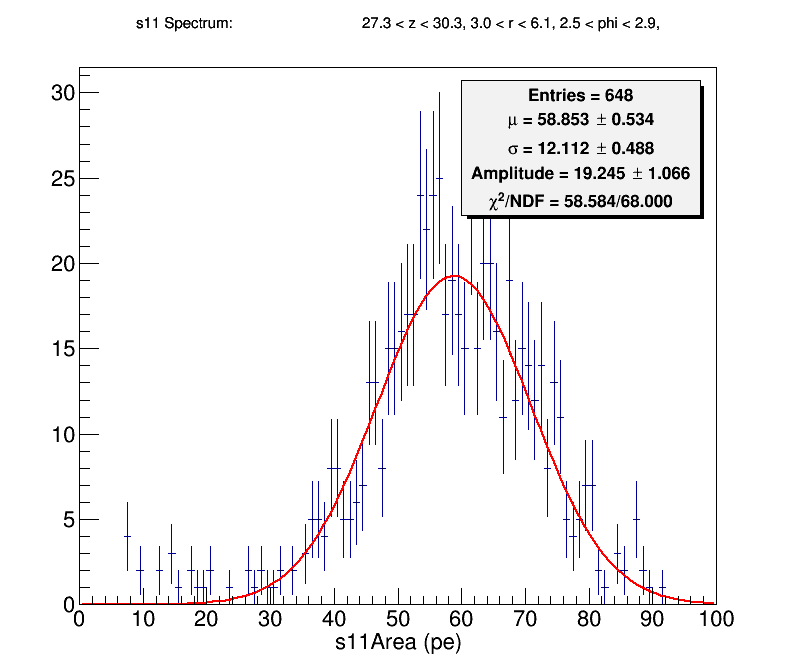 s11 Spectrum: 27.3 < z < 30.3, 3.0 < r < 6.1, 2.5 < phi < 2.9,
Entries = 648
μ = 58.853 ± 0.534
σ = 12.112 ± 0.488
Amplitude = 19.245 ± 1.066
χ²/NDF = 58.584/68.000
30
25
20
15
10
5
0
0 10 20 30 40 50 60 70 80 90 100
s11Area (pe)